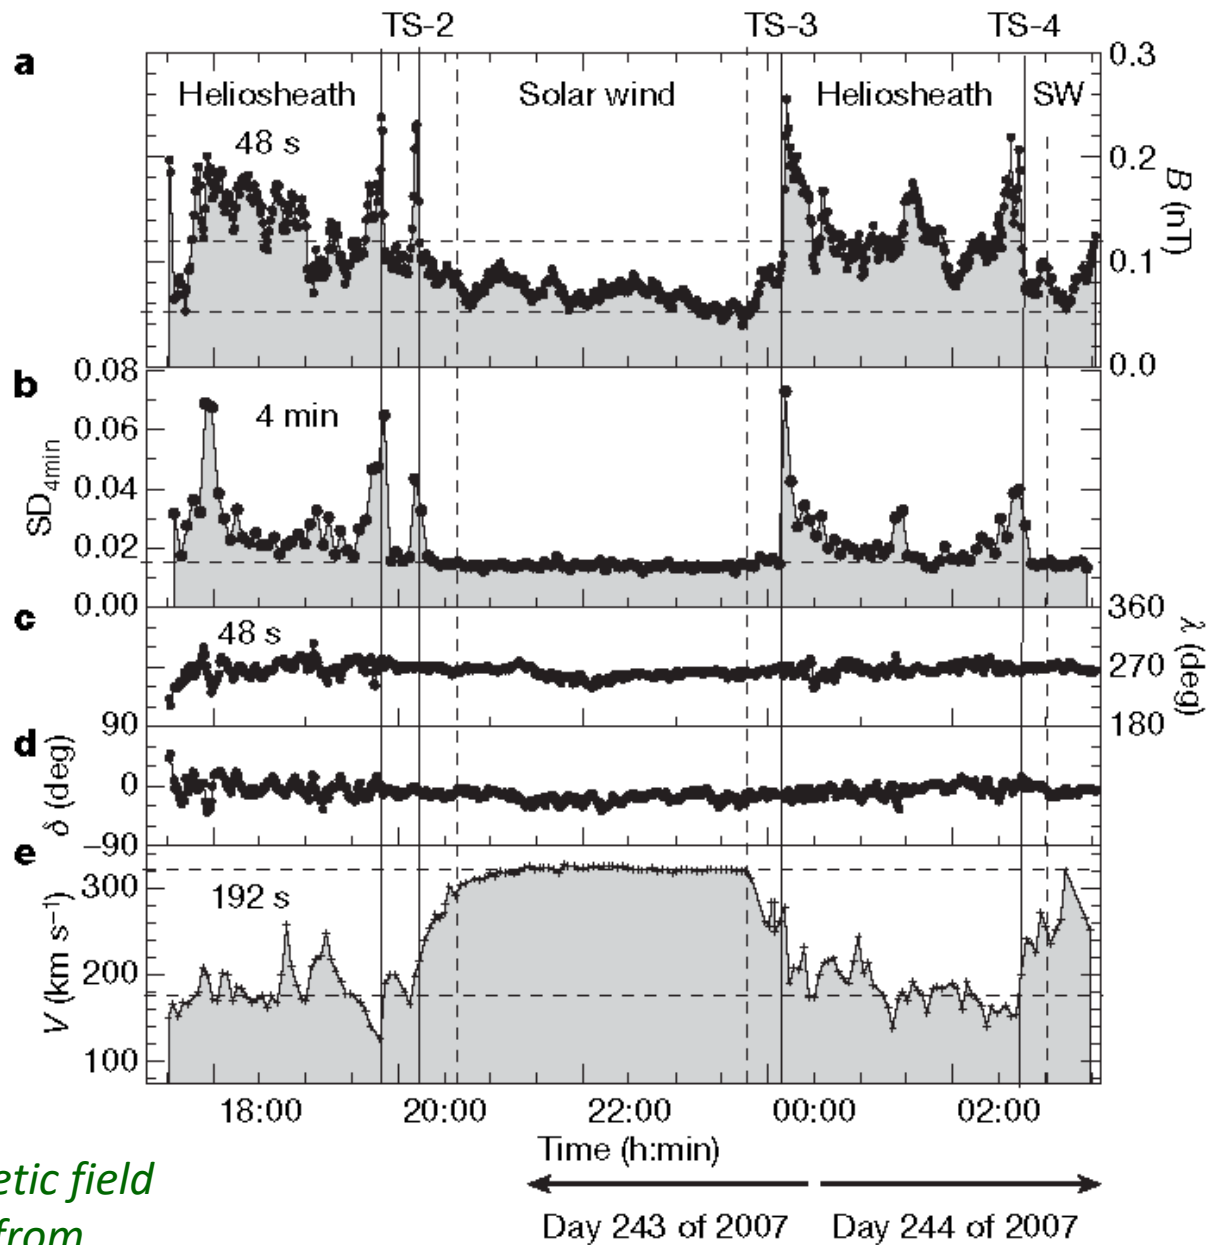 TS-2 TS-3 TS-4
a
Heliosheath Solar wind Heliosheath SW
48 s
0.3
0.2
0.1
0.0
B (nT)
b
4 min
0.08
0.06
0.04
0.02
0.00
SD4min
c
48 s
360
270
180
λ (deg)
d
90
0
–90
δ (deg)
e
192 s
300
200
100
V (km s–1)
18:00 20:00 22:00 00:00 02:00
Time (h:min)
Day 243 of 2007 Day 244 of 2007
etic field
from